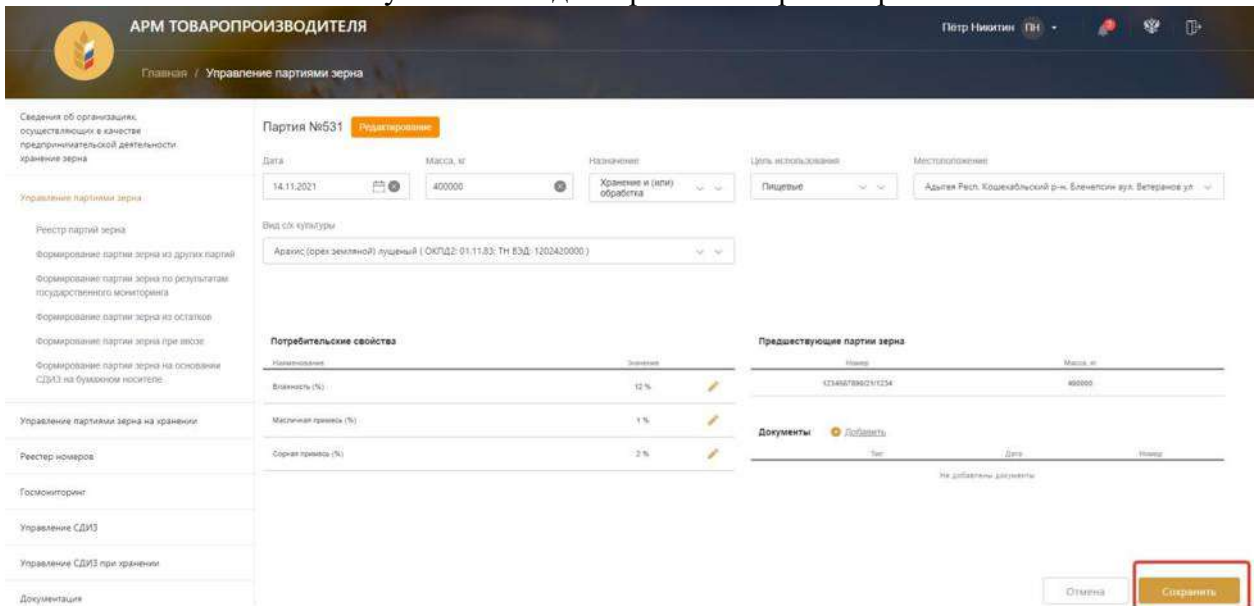 АРМ ТОВАРОПРОИЗВОДИТЕЛЯ
Пётр Никитин ПН
Главная / Управление партиями зерна
Сведения об организациях,
осуществляющих в качестве
предпринимательской деятельности
хранение зерна
Управление партиями зерна
Реестр партий зерна
Формирование партии зерна из других партий
Формирование партии зерна по результатам
государственного мониторинга
Формирование партии зерна из остатков
Формирование партии зерна при ввозе
Формирование партии зерна на основании
СДИЗ на бумажном носителе
Управление партиями зерна на хранении
Реестр номеров
Госмониторинг
Управление СДИЗ
Управление СДИЗ при хранении
Документация
Партия №531 Редактирование
Дата Масса, кг Назначение Цель использования Местоположение
14.11.2021 400000 Хранение и (или)
обработка Пищевые Адыгея Респ, Кошехабльский р-н, Блечепсин аул, Ветеранов ул
Вид с/х культуры
Арахис (орех земляной) лущеный ( ОКПД2: 01.11.83; ТН ВЭД: 1202420000 )
Потребительские свойства
Наименование Значение
Влажность (%) 12 %
Масличная примесь (%) 1 %
Сорная примесь (%) 2 %
Предшествующие партии зерна
Номер Масса, кг
1234567890/21/1234 400000
Документы Добавить
Тип Дата Номер
Не добавлены документы
Отмена Сохранить